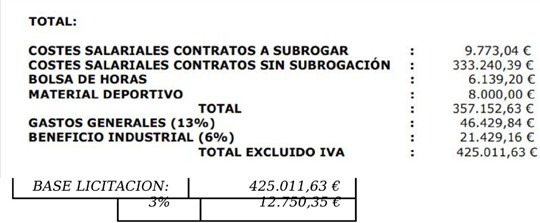 TOTAL:
COSTES SALARIALES CONTRATOS A SUBROGAR : 9.773,04 €
COSTES SALARIALES CONTRATOS SIN SUBROGACIÓN : 333.240,39 €
BOLSA DE HORAS : 6.139,20 €
MATERIAL DEPORTIVO : 8.000,00 €
TOTAL : 357.152,63 €
GASTOS GENERALES (13%) : 46.429,84 €
BENEFICIO INDUSTRIAL (6%) : 21.429,16 €
TOTAL EXCLUIDO IVA : 425.011,63 €
BASE LICITACION: 425.011,63 €
3% 12.750,35 €